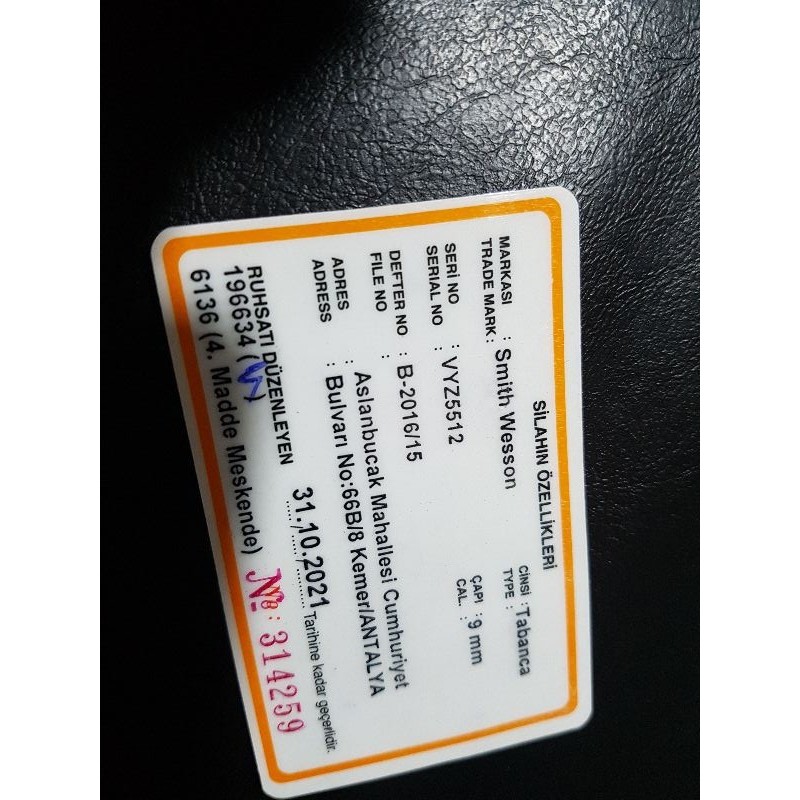 SİLAHIN ÖZELLİKLERİ
MARKASI : Smith Wesson CİNSİ : Tabanca
TRADE MARK : TYPE :
SERİ NO : VYZ5512 ÇAPI : 9 mm
SERIAL NO : CAL. :
DEFTER NO : B-2016/15
FILE NO :
ADRES : Aslanbucak Mahallesi Cumhuriyet
ADRESS : Bulvarı No:66B/8 Kemer/ANTALYA
RUHSATI DÜZENLEYEN 31.10.2021 Tarihine kadar geçerlidir.
196634 ( )
6136 (4. Madde Meskende) № : 314259